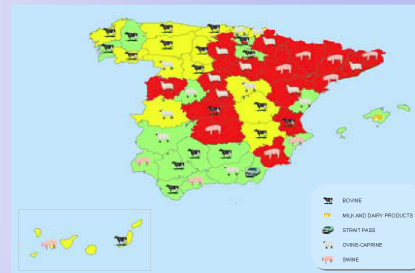 BOVINE
MILK AND DAIRY PRODUCTS
STRAIT PASS
OVINE-CAPRINE
SWINE